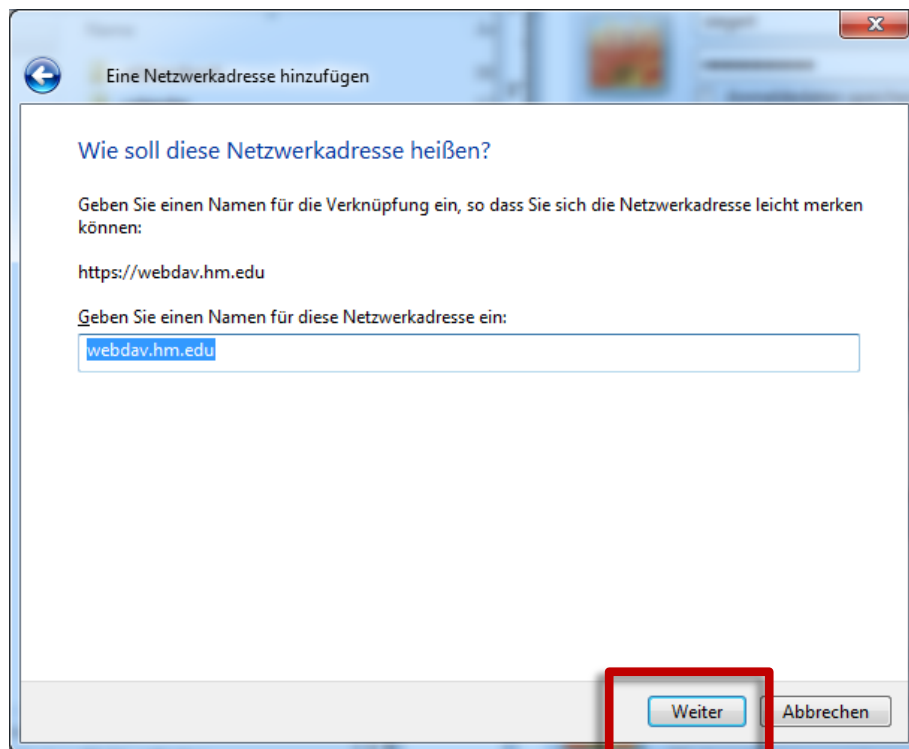 Eine Netzwerkadresse hinzufügen
Wie soll diese Netzwerkadresse heißen?
Geben Sie einen Namen für die Verknüpfung ein, so dass Sie sich die Netzwerkadresse leicht merken
können:
https://webdav.hm.edu
Geben Sie einen Namen für diese Netzwerkadresse ein:
webdav.hm.edu
Weiter Abbrechen